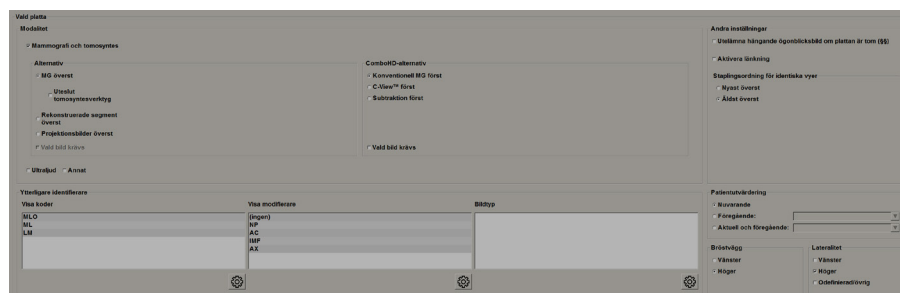 Vald platta
Modalitet
Mammografi och tomosyntes
Alternativ
MG överst
Uteslut
tomosyntesverktyg
Rekonstruerade segment
överst
Projektionsbilder överst
Vald bild krävs
ComboHD-alternativ
Konventionell MG först
C-View™ först
Subtraktion först
Vald bild krävs
Ultraljud Annat
Andra inställningar
Utelämna hängande ögonblicksbild om plattan är tom (§§)
Aktivera länkning
Staplingsordning för identiska vyer
Nyast överst
Äldst överst
Ytterligare identifierare
Visa koder
MLO
ML
LM
Visa modifierare
(ingen)
NP
AC
IMP
AX
Bildtyp
Patientutvärdering
Nuvarande
Föregående:
Aktuell och föregående:
Bröstvägg
Vänster
Höger
Lateralitet
Vänster
Höger
Odefinierad/övrig